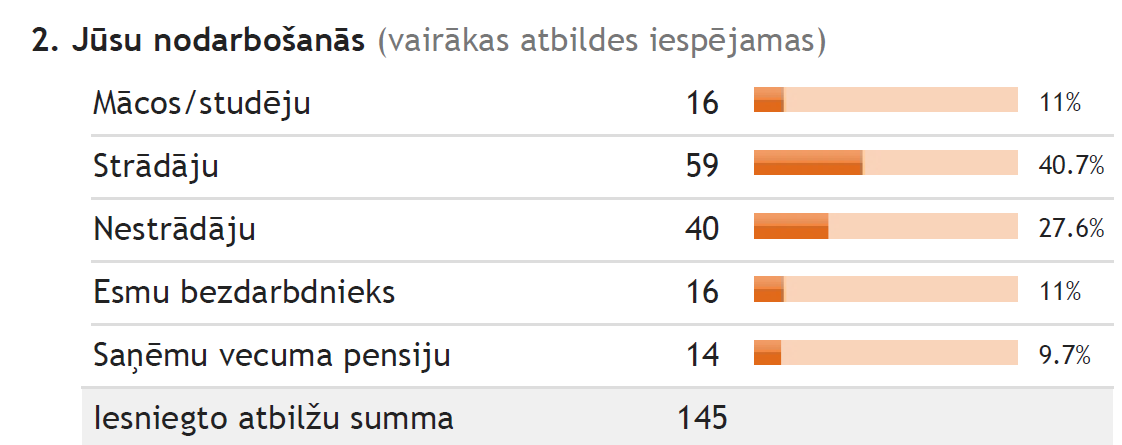 2. Jūsu nodarbošanās (vairākas atbildes iespējamas)
Mācos/studēju 16 11%
Strādāju 59 40.7%
Nestrādāju 40 27.6%
Esmu bezdarbdnieks 16 11%
Saņēmu vecuma pensiju 14 9.7%
Iesniegto atbilžu summa 145